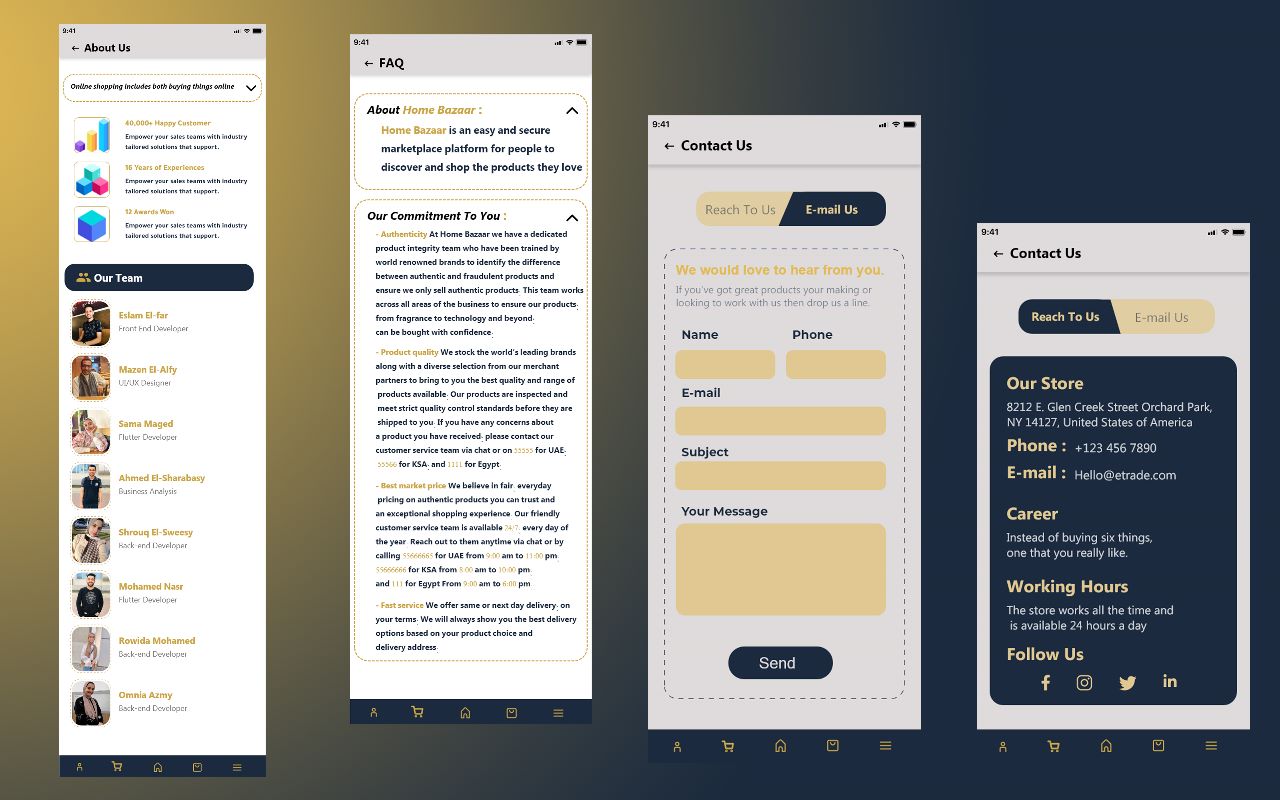 9:41
← About Us
Online shopping includes both buying things online
40,000+ Happy Customer
Empower your sales teams with industry
tailored solutions that support.
16 Years of Experiences
Empower your sales teams with industry
tailored solutions that support.
12 Awards Won
Empower your sales teams with industry
tailored solutions that support.
Our Team
Eslam El-far
Front End Developer
Mazen El-Alfy
UI/UX Designer
Sama Maged
Flutter Developer
Ahmed El-Sharabasy
Business Analysis
Shrouq El-Sweesy
Back-end Developer
Mohamed Nasr
Flutter Developer
Rowida Mohamed
Back-end Developer
Omnia Azmy
Back-end Developer
9:41
← FAQ
About Home Bazaar :
Home Bazaar is an easy and secure
marketplace platform for people to
discover and shop the products they love
Our Commitment To You :
- Authenticity At Home Bazaar we have a dedicated
product integrity team who have been trained by
world renowned brands to identify the difference
between authentic and fraudulent products and
ensure we only sell authentic products. This team works
across all areas of the business to ensure our products,
from fragrance to technology and beyond,
can be bought with confidence.
- Product quality We stock the world's leading brands
along with a diverse selection from our merchant
partners to bring to you the best quality and range of
products available. Our products are inspected and
meet strict quality control standards before they are
shipped to you. If you have any concerns about
a product you have received, please contact our
customer service team via chat or on 55555 for UAE,
55566 for KSA, and 1111 for Egypt.
- Best market price We believe in fair, everyday
pricing on authentic products you can trust and
an exceptional shopping experience. Our friendly
customer service team is available 24/7, every day of
the year. Reach out to them anytime via chat or by
calling 55666665 for UAE from 9:00 am to 11:00 pm,
55666666 for KSA from 8:00 am to 10:00 pm,
and 111 for Egypt From 9:00 am to 6:00 pm.
- Fast service We offer same or next day delivery, on
your terms. We will always show you the best delivery
options based on your product choice and
delivery address.
9:41
← Contact Us
Reach To Us E-mail Us
We would love to hear from you.
If you've got great products your making or
looking to work with us then drop us a line.
Name Phone
E-mail
Subject
Your Message
Send
9:41
← Contact Us
Reach To Us E-mail Us
Our Store
8212 E. Glen Creek Street Orchard Park,
NY 14127, United States of America
Phone : +123 456 7890
E-mail : Hello@etrade.com
Career
Instead of buying six things,
one that you really like.
Working Hours
The store works all the time and
is available 24 hours a day
Follow Us